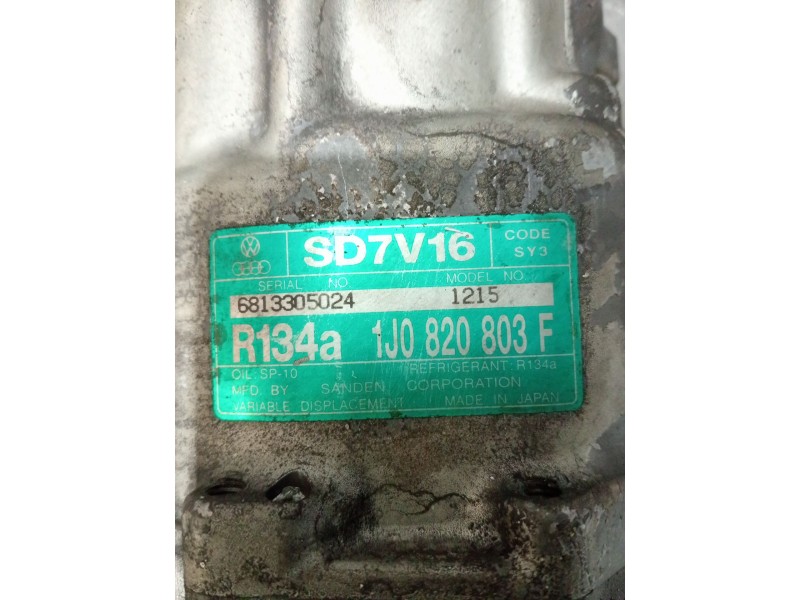 SD7V16
CODE
SY3
SERIAL NO.
MODEL NO.
6813305024 1215
R134a 1J0 820 803 F
OIL: SP-10 REFRIGERANT: R134a
MFD. BY SANDEN CORPORATION
VARIABLE DISPLACEMENT MADE IN JAPAN